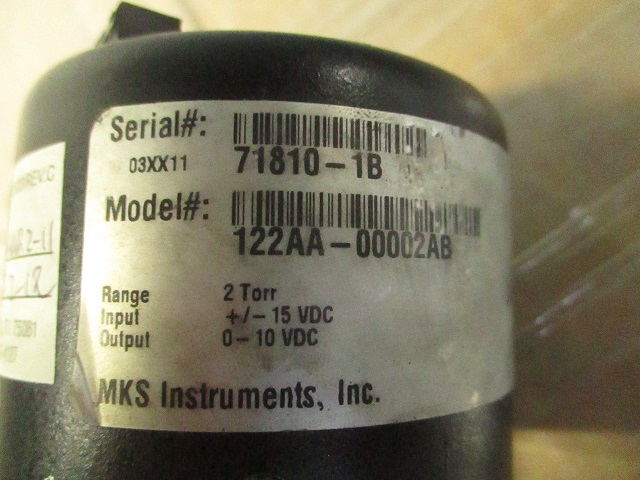 Serial#:
03XX11 71810-1B
Model#:
122AA-00002AB
Range 2 Torr
Input +/- 15 VDC
Output 0-10 VDC
MKS Instruments, Inc.